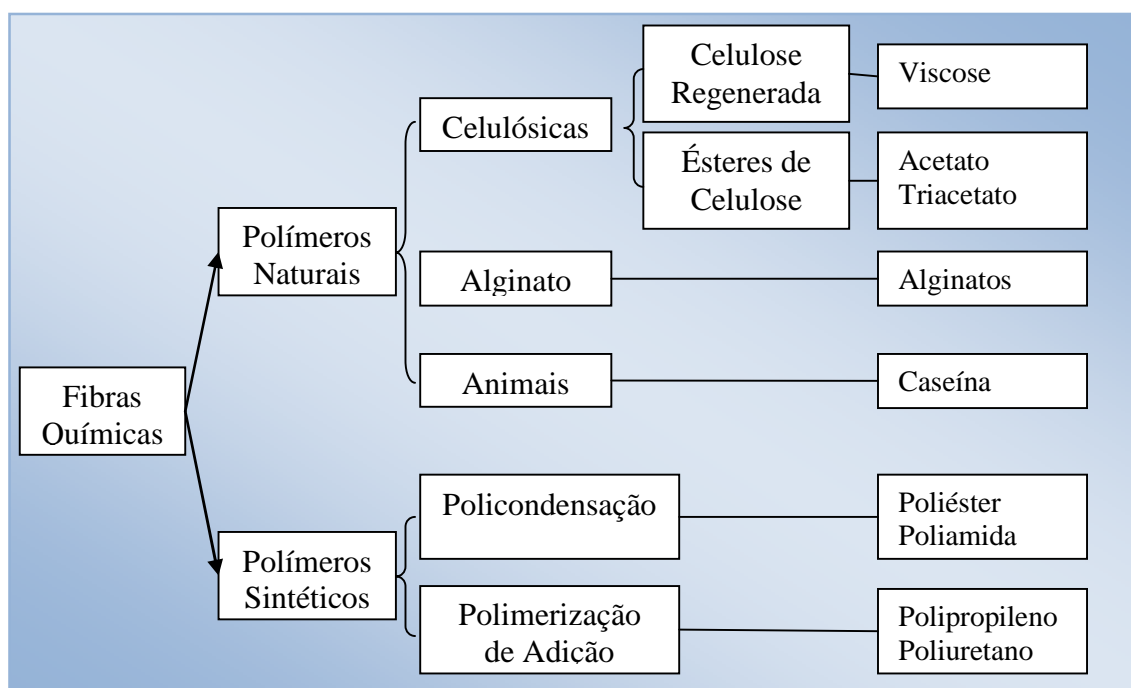 Fibras
Químicas
Polímeros
Naturais
Celulósicas
Celulose
Regenerada
Viscose
Ésteres de
Celulose
Acetato
Triacetato
Alginato
Alginatos
Animais
Caseína
Polímeros
Sintéticos
Policondensação
Poliéster
Poliamida
Polimerização
de Adição
Polipropileno
Poliuretano